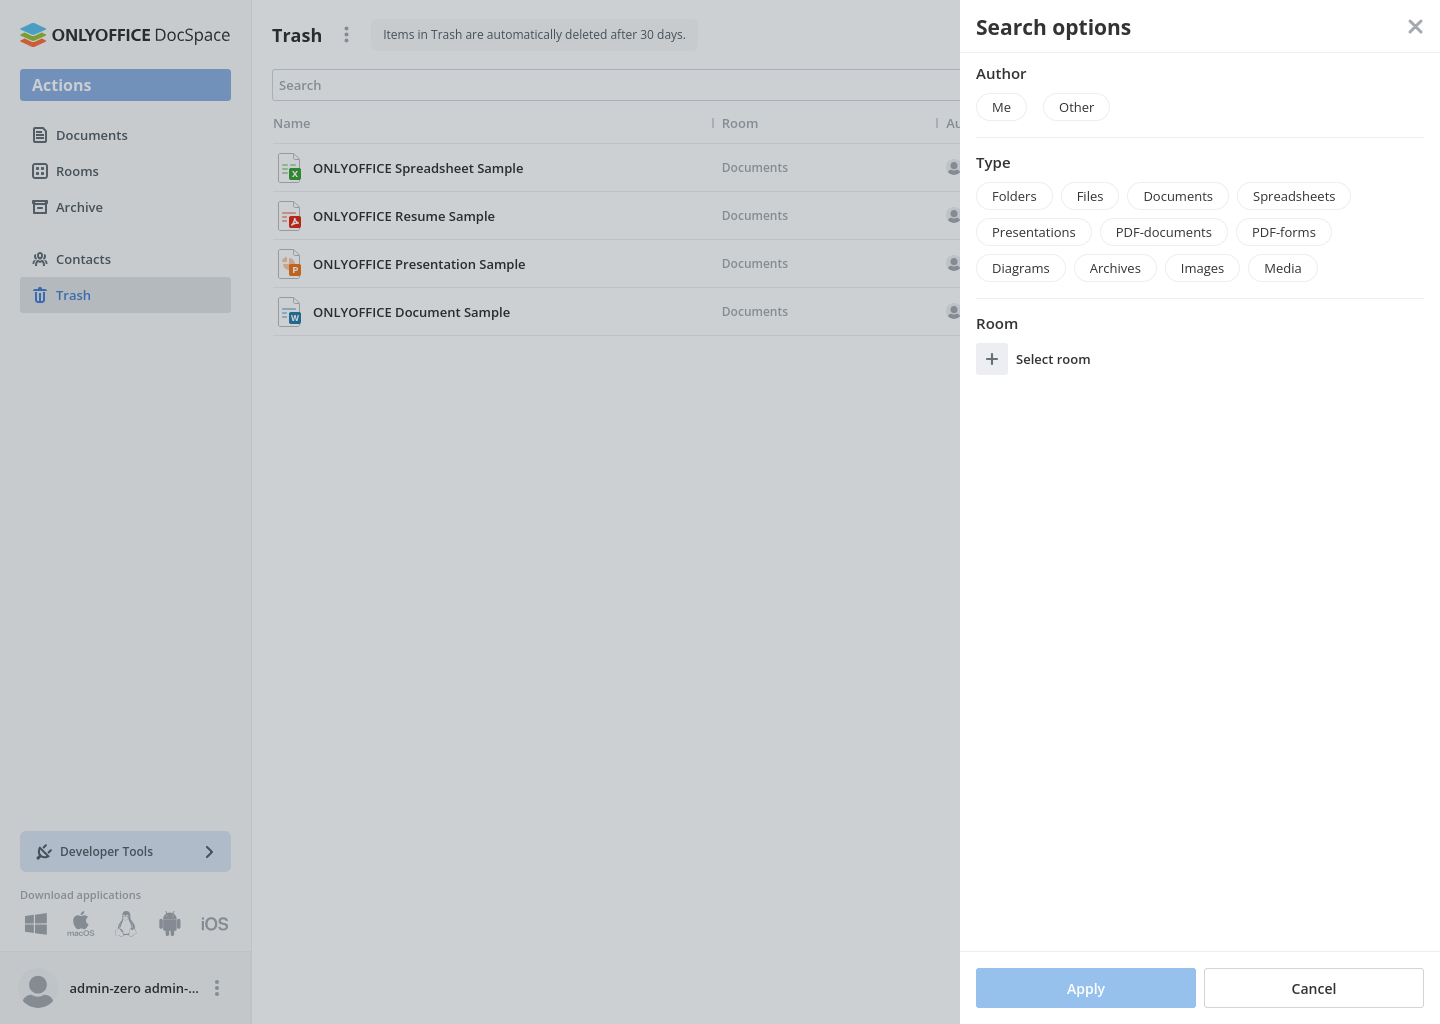 ONLYOFFICE DocSpace
Actions
Documents
Rooms
Archive
Contacts
Trash
Developer Tools
Download applications
macOS
iOS
admin-zero admin-...
Trash
Items in Trash are automatically deleted after 30 days.
Search
Name Room Au
ONLYOFFICE Spreadsheet Sample Documents
ONLYOFFICE Resume Sample Documents
ONLYOFFICE Presentation Sample Documents
ONLYOFFICE Document Sample Documents
Search options
Author
Me Other
Type
Folders Files Documents Spreadsheets
Presentations PDF-documents PDF-forms
Diagrams Archives Images Media
Room
Select room
Apply Cancel